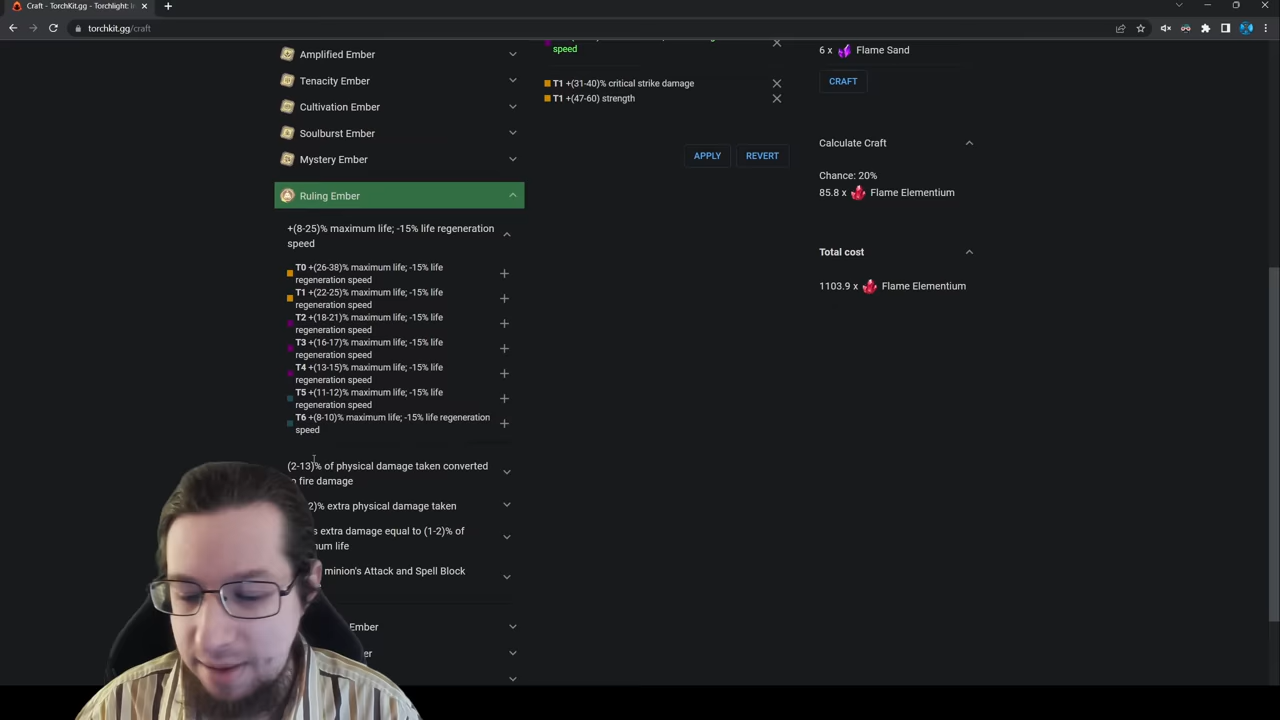 Craft - TorchKit.gg - Torchlight: In
torchkit.gg/craft
Amplified Ember
Tenacity Ember
Cultivation Ember
Soulburst Ember
Mystery Ember
Ruling Ember
+(8-25)% maximum life; -15% life regeneration
speed
T0 +(26-38)% maximum life; -15% life
regeneration speed
T1 +(22-25)% maximum life; -15% life
regeneration speed
T2 +(18-21)% maximum life; -15% life
regeneration speed
T3 +(16-17)% maximum life; -15% life
regeneration speed
T4 +(13-15)% maximum life; -15% life
regeneration speed
T5 +(11-12)% maximum life; -15% life
regeneration speed
T6 +(8-10)% maximum life; -15% life regeneration
speed
(2-13)% of physical damage taken converted
fire damage
2)% extra physical damage taken
extra damage equal to (1-2)% of
life
minion's Attack and Spell Block
Ember
speed
T1 +(31-40)% critical strike damage
T1 +(47-60) strength
APPLY
REVERT
6 x Flame Sand
CRAFT
Calculate Craft
Chance: 20%
85.8 x Flame Elementium
Total cost
1103.9 x Flame Elementium